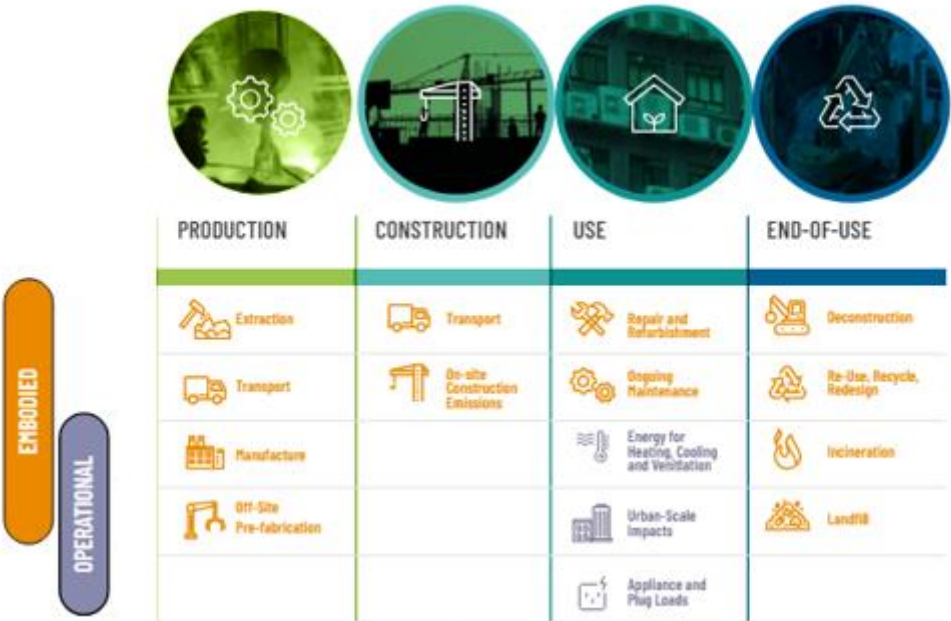 PRODUCTION
CONSTRUCTION
USE
END-OF-USE
EMBODIED
OPERATIONAL
Extraction
Transport
Repair and
Refurbishment
Deconstruction
Transport
On-site
Construction
Emissions
Ongoing
Maintenance
Re-Use, Recycle,
Redesign
Manufacture
Energy for
Heating, Cooling
and Ventilation
Incineration
Off-Site
Pre-fabrication
Urban-Scale
Impacts
Landfill
Appliance and
Plug Loads